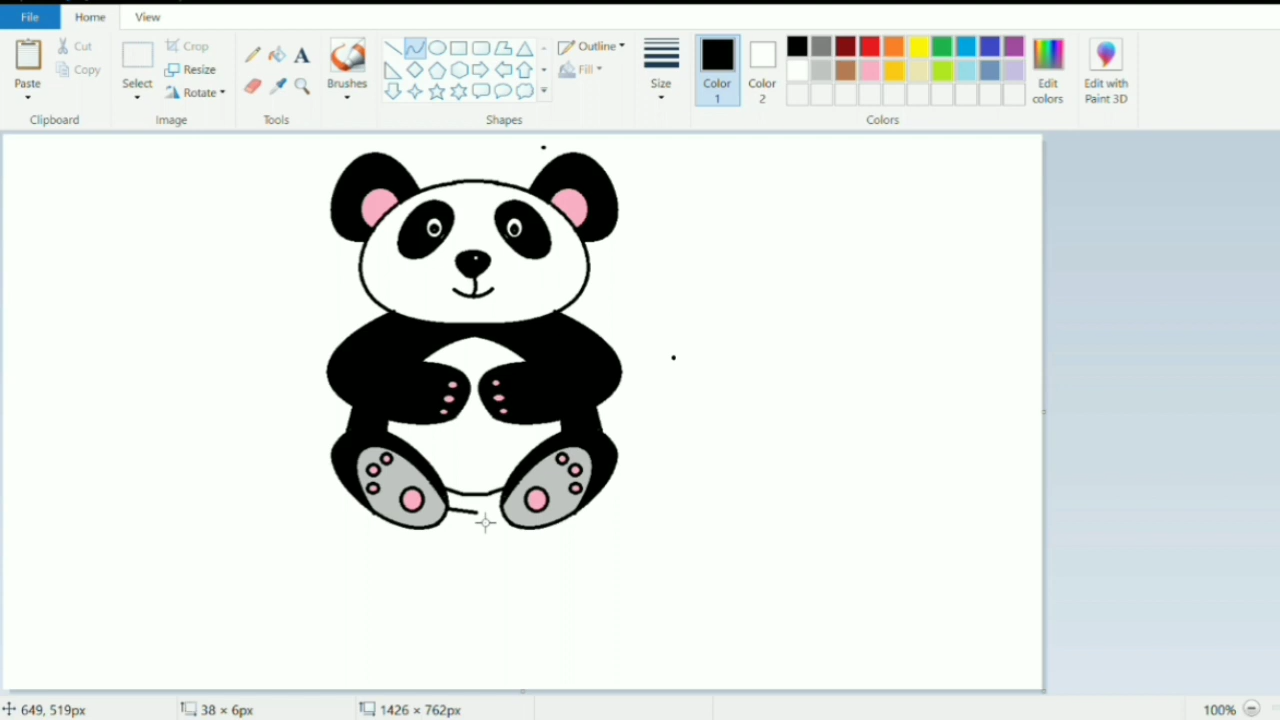 File Home View
Paste
Cut
Copy
Clipboard
Select
Crop
Resize
Rotate
Image
A
Tools
Brushes
Outline
Fill
Shapes
Size
Color 1
Color 2
Edit colors
Colors
Edit with Paint 3D
649, 519px 38 × 6px 1426 × 762px 100%